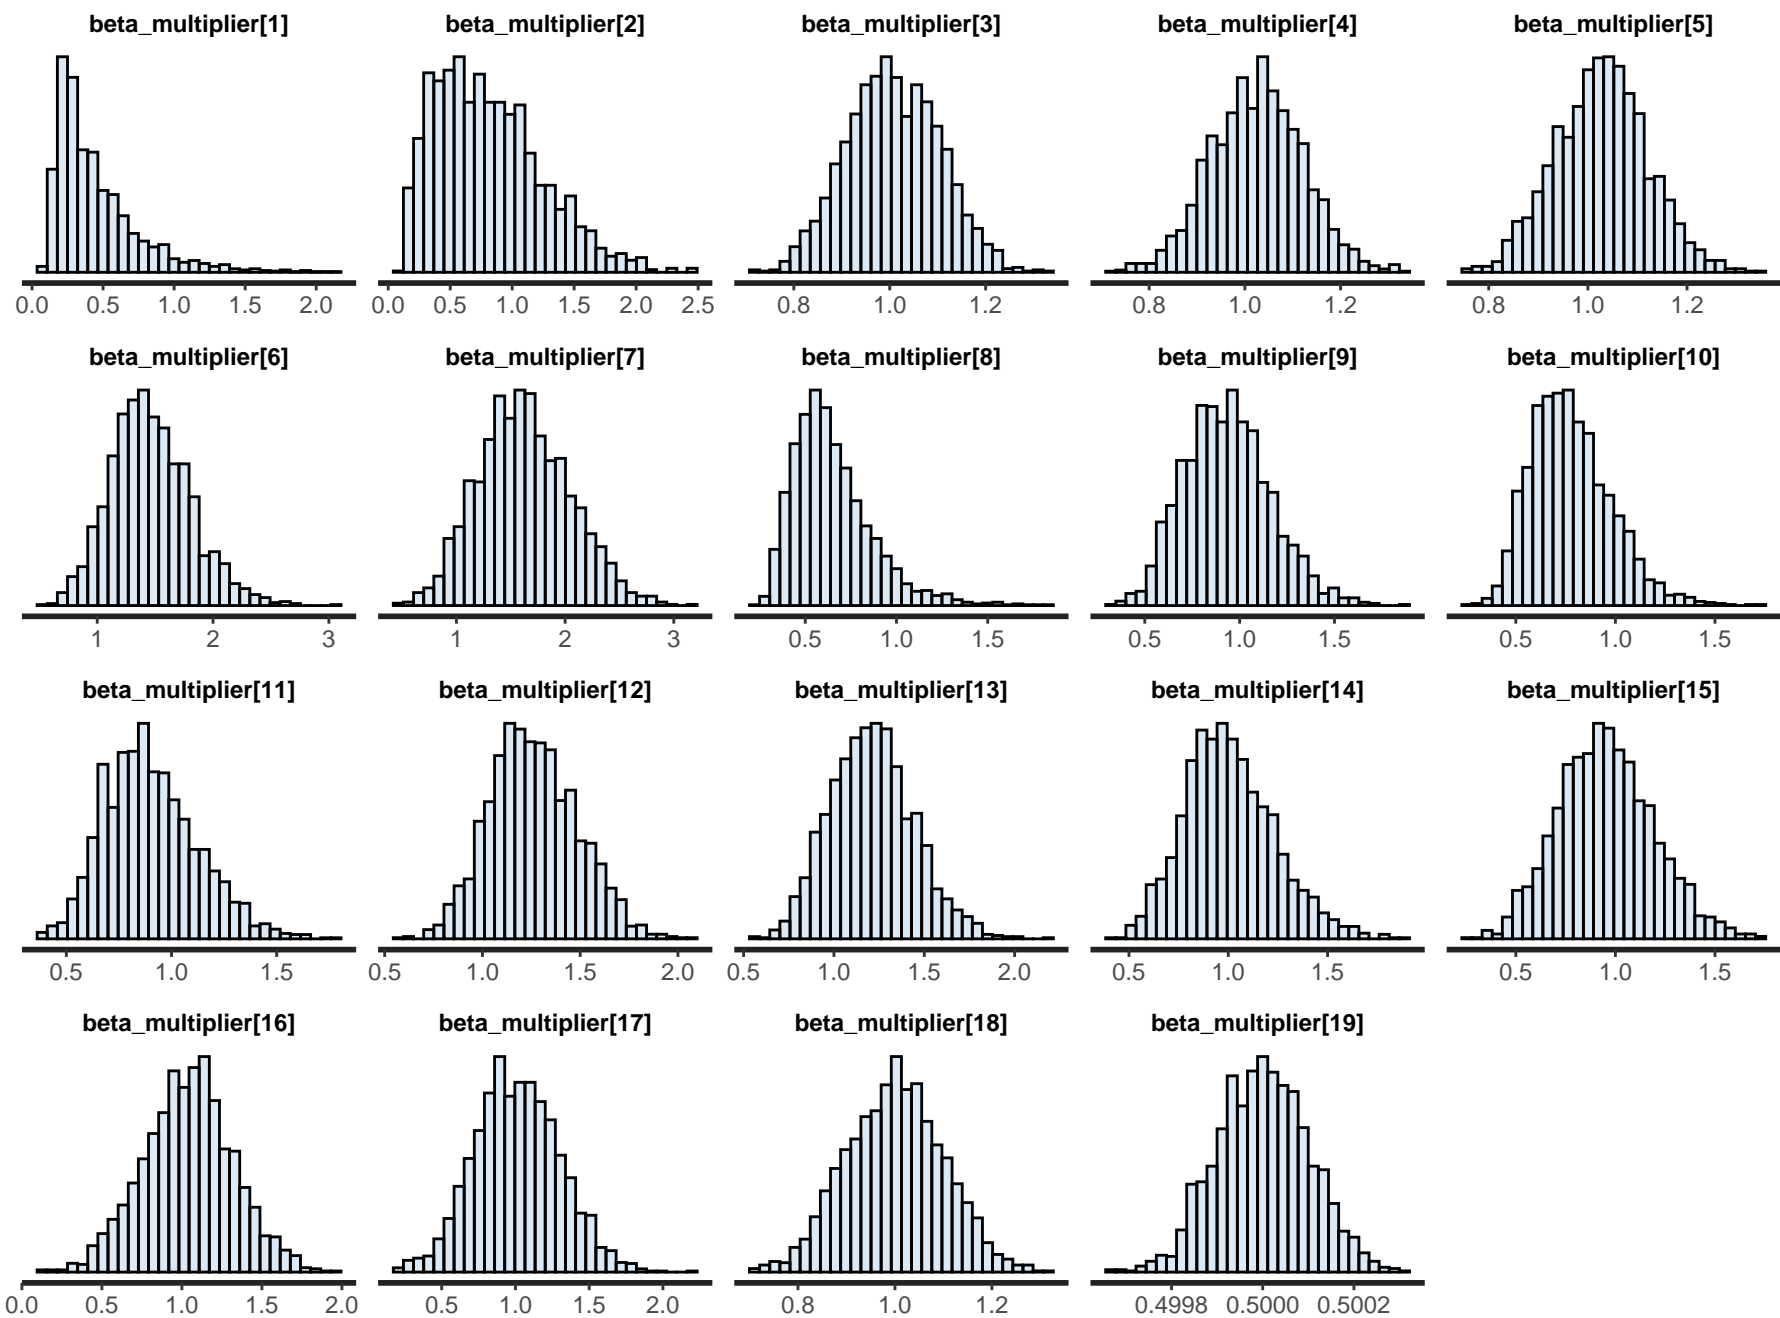 beta_multiplier[1] beta_multiplier[2] beta_multiplier[3] beta_multiplier[4] beta_multiplier[5]
0.0 0.5 1.0 1.5 2.0 0.0 0.5 1.0 1.5 2.0 2.5 0.8 1.0 1.2 0.8 1.0 1.2 0.8 1.0 1.2
beta_multiplier[6] beta_multiplier[7] beta_multiplier[8] beta_multiplier[9] beta_multiplier[10]
1 2 3 1 2 3 0.5 1.0 1.5 0.5 1.0 1.5 0.5 1.0 1.5
beta_multiplier[11] beta_multiplier[12] beta_multiplier[13] beta_multiplier[14] beta_multiplier[15]
0.5 1.0 1.5 0.5 1.0 1.5 2.0 0.5 1.0 1.5 2.0 0.5 1.0 1.5 0.5 1.0 1.5
beta_multiplier[16] beta_multiplier[17] beta_multiplier[18] beta_multiplier[19]
0.0 0.5 1.0 1.5 2.0 0.5 1.0 1.5 2.0 0.8 1.0 1.2 0.4998 0.5000 0.5002